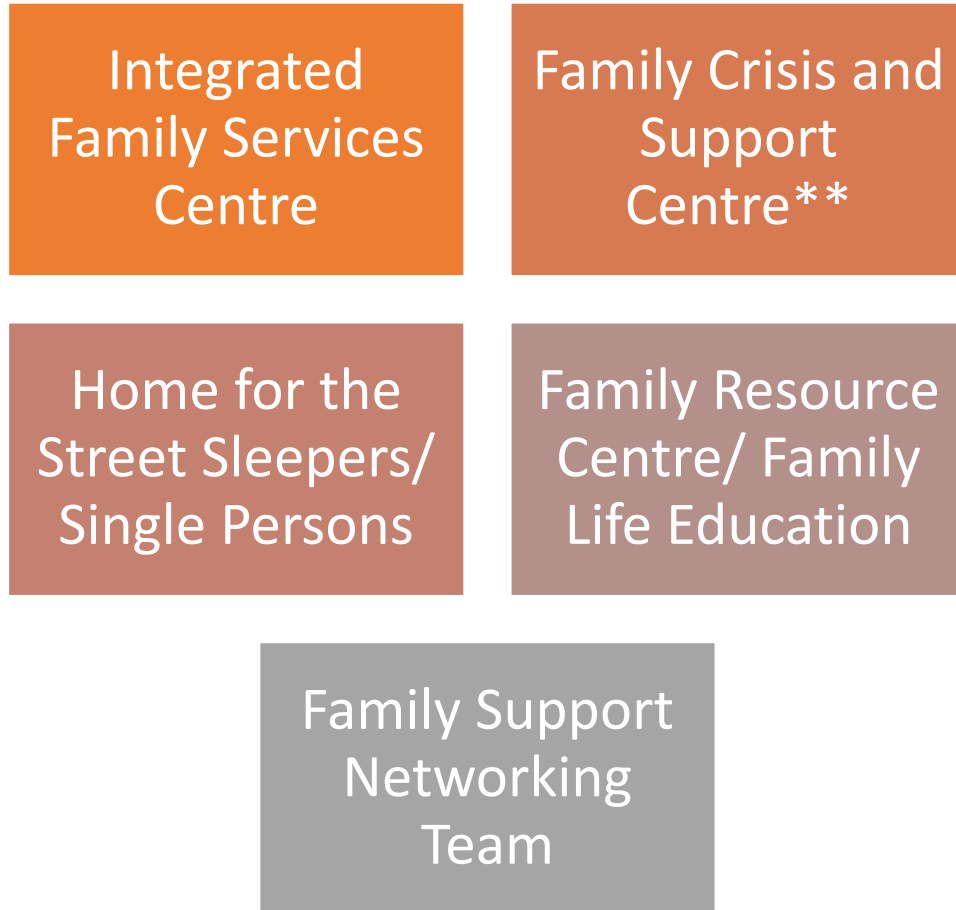 Integrated
Family Services
Centre
Family Crisis and
Support
Centre**
Home for the
Street Sleepers/
Single Persons
Family Resource
Centre/ Family
Life Education
Family Support
Networking
Team